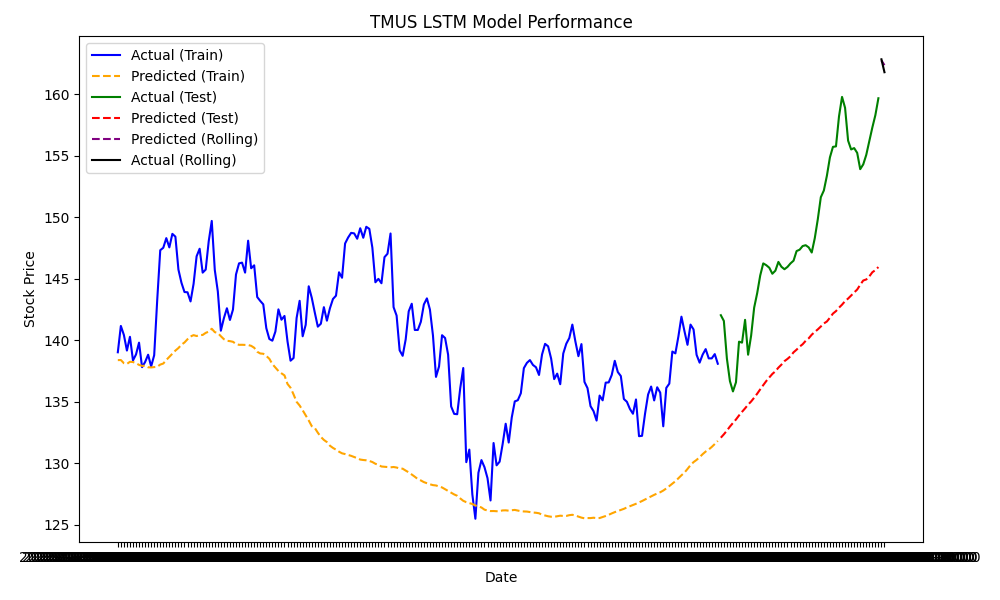 TMUS LSTM Model Performance
Actual (Train)
Predicted (Train)
Actual (Test)
Predicted (Test)
Predicted (Rolling)
Actual (Rolling)
160
155
150
145
140
135
130
125
Stock Price
Date